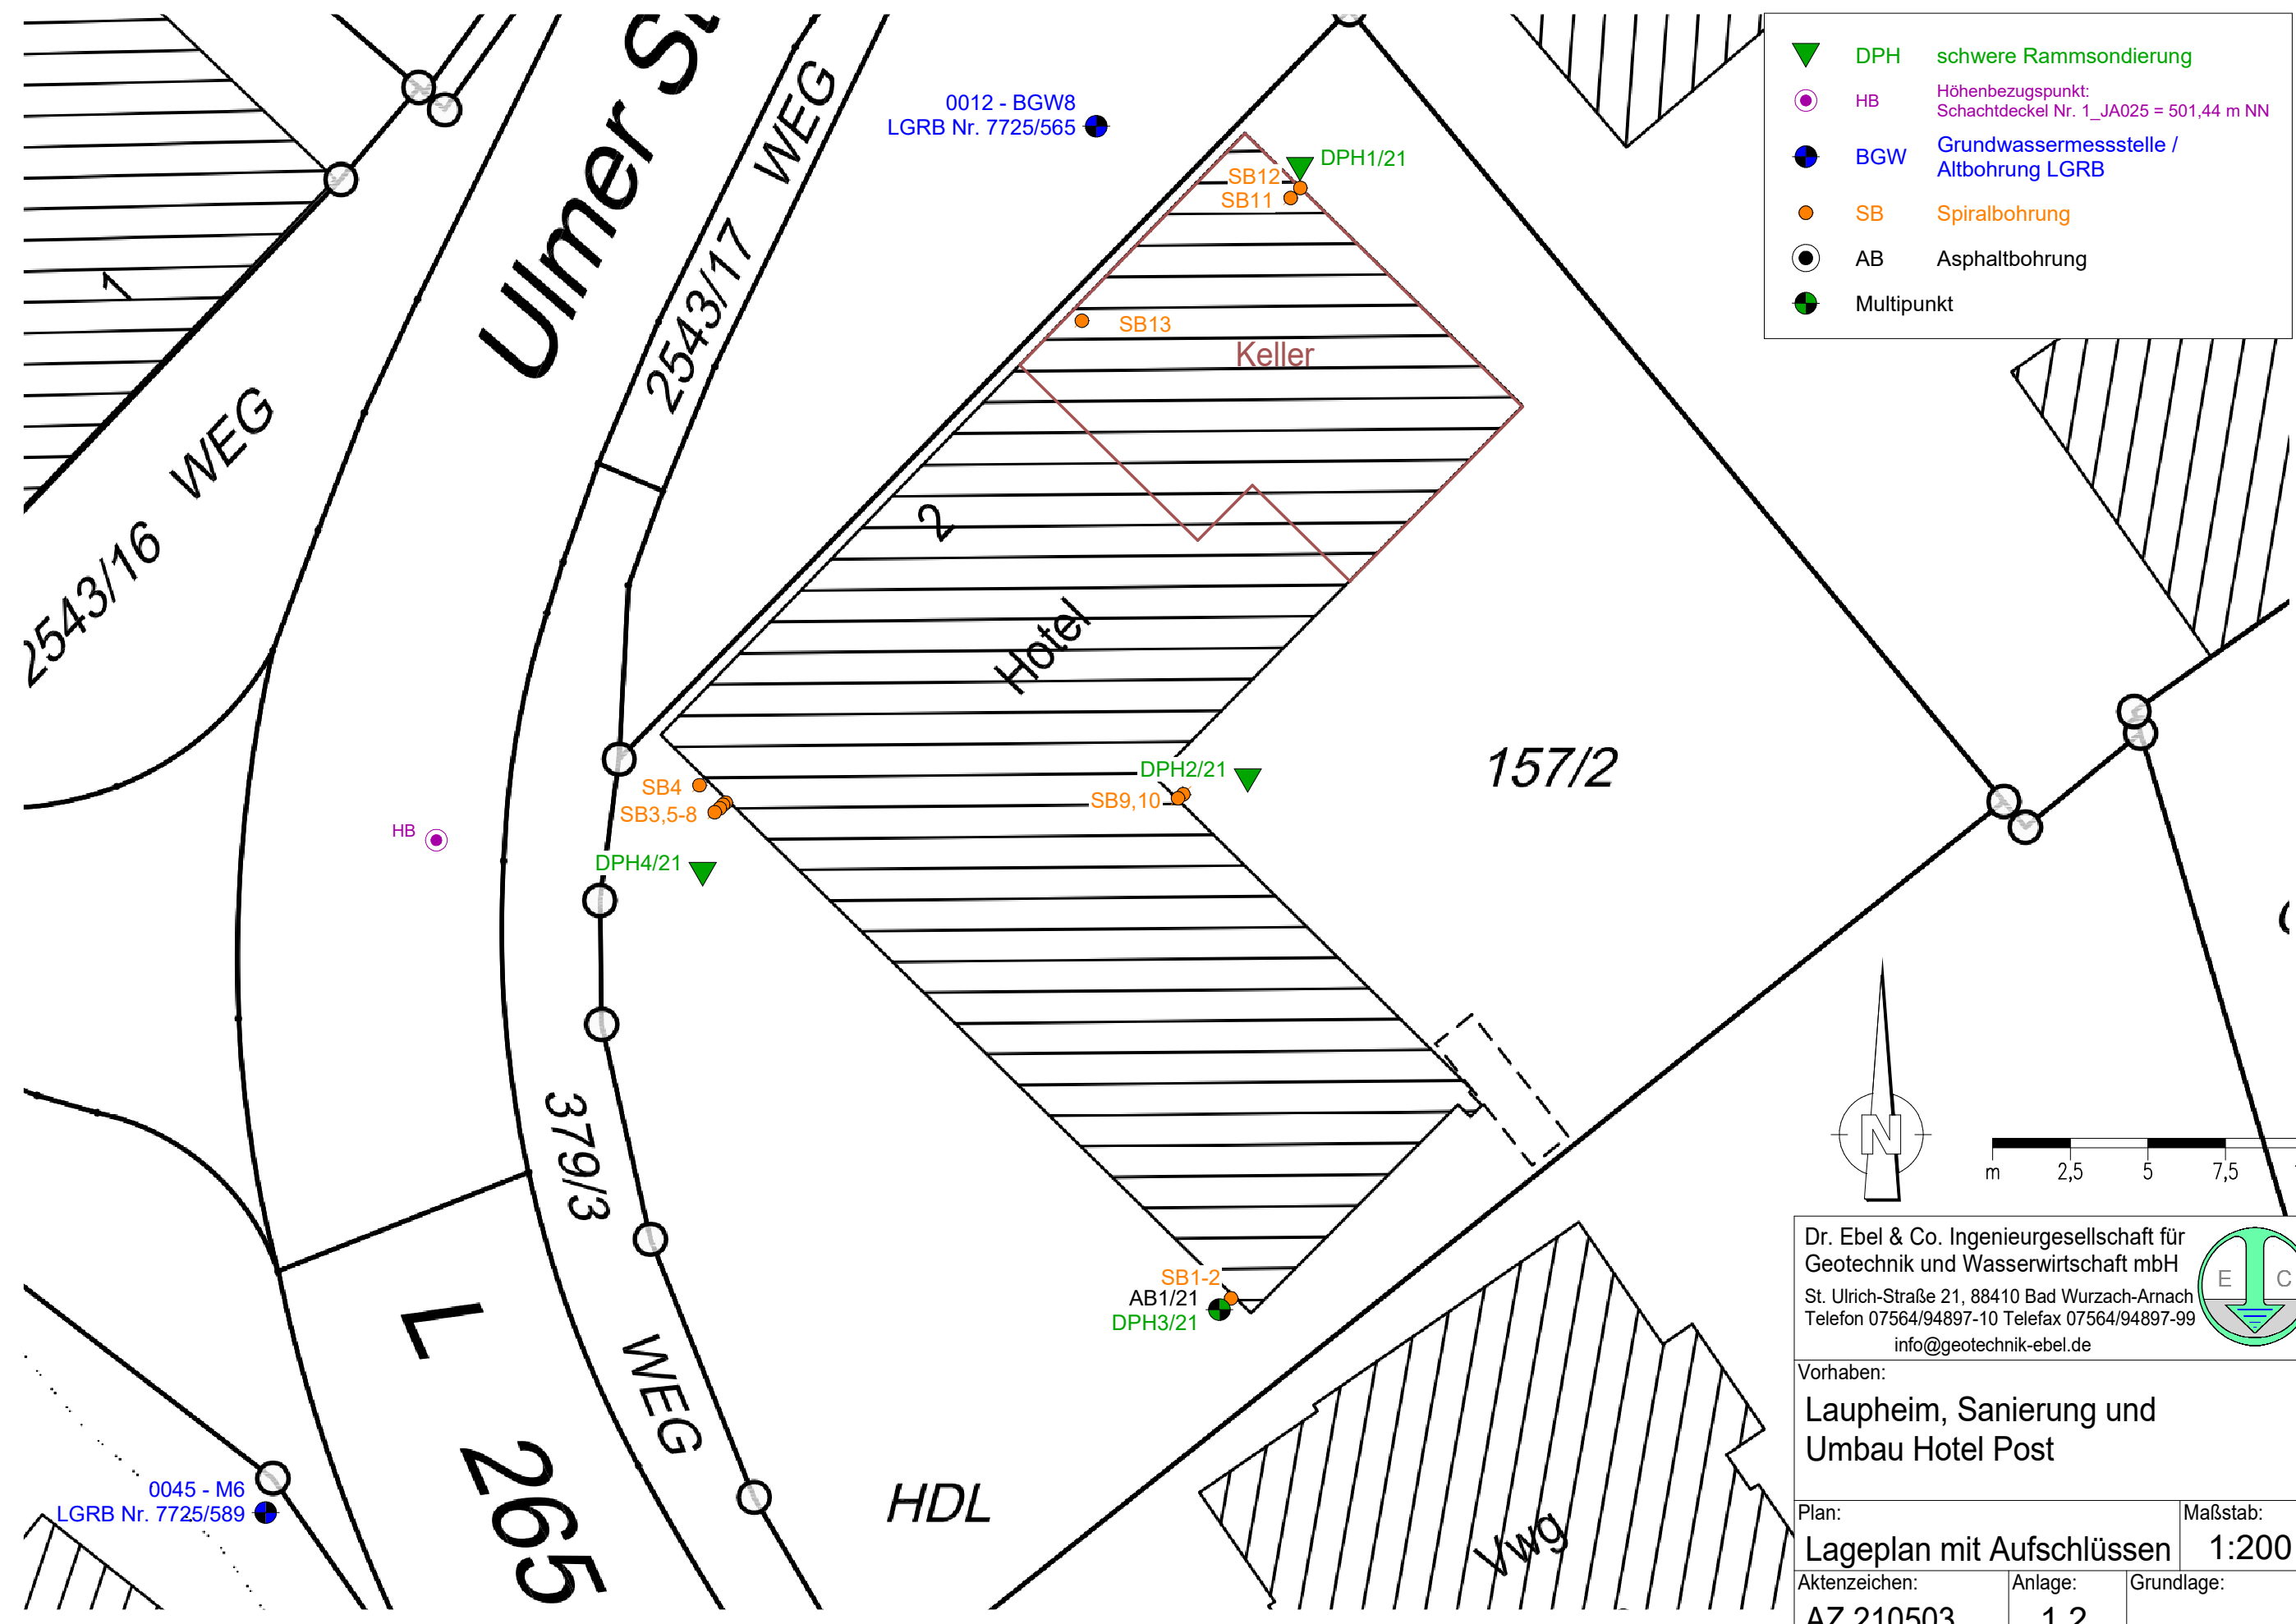 DPH schwere Rammsondierung
HB Höhenbezugspunkt:
Schachtdeckel Nr. 1_JA025 = 501,44 m NN
BGW Grundwassermessstelle /
Altbohrung LGRB
SB Spiralbohrung
AB Asphaltbohrung
Multipunkt
0012 - BGW8
LGRB Nr. 7725/565
DPH1/21
SB12
SB11
SB13
Keller
1
WEG
2543/16
Ulmer St
2543/17 WEG
2
Hotel
157/2
DPH2/21
SB9,10
SB4
SB3,5-8
HB
DPH4/21
379/3
WEG
L 265
SB1-2
AB1/21
DPH3/21
0045 - M6
LGRB Nr. 7725/589
HDL
Vwg
N
m 2,5 5 7,5
Dr. Ebel & Co. Ingenieurgesellschaft für
Geotechnik und Wasserwirtschaft mbH
St. Ulrich-Straße 21, 88410 Bad Wurzach-Arnach
Telefon 07564/94897-10 Telefax 07564/94897-99
info@geotechnik-ebel.de
E C
Vorhaben:
Laupheim, Sanierung und
Umbau Hotel Post
Plan:
Lageplan mit Aufschlüssen
Maßstab:
1:200
Aktenzeichen:
AZ 210503
Anlage:
1.2
Grundlage: